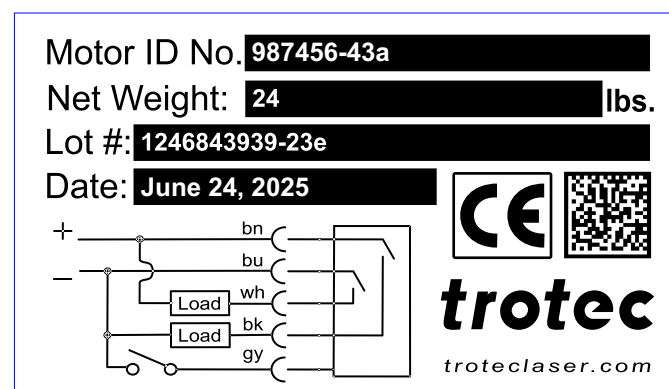 Motor ID No. 987456-43a
Net Weight: 24 lbs.
Lot #: 1246843939-23e
Date: June 24, 2025
CE
+
bn
−
bu
Load wh
Load bk
gy
trotec
troteclaser.com